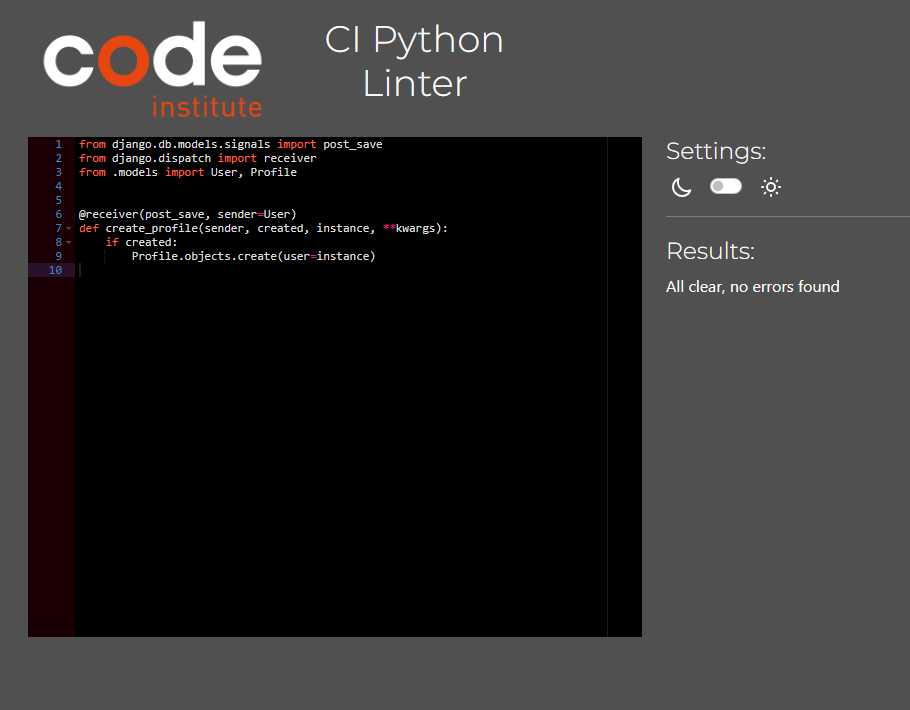 code
institute
CI Python
Linter
1 from django.db.models.signals import post_save
2 from django.dispatch import receiver
3 from .models import User, Profile
4
5
6 @receiver(post_save, sender=User)
7 def create_profile(sender, created, instance, **kwargs):
8     if created:
9         Profile.objects.create(user=instance)
10
Settings:
Results:
All clear, no errors found